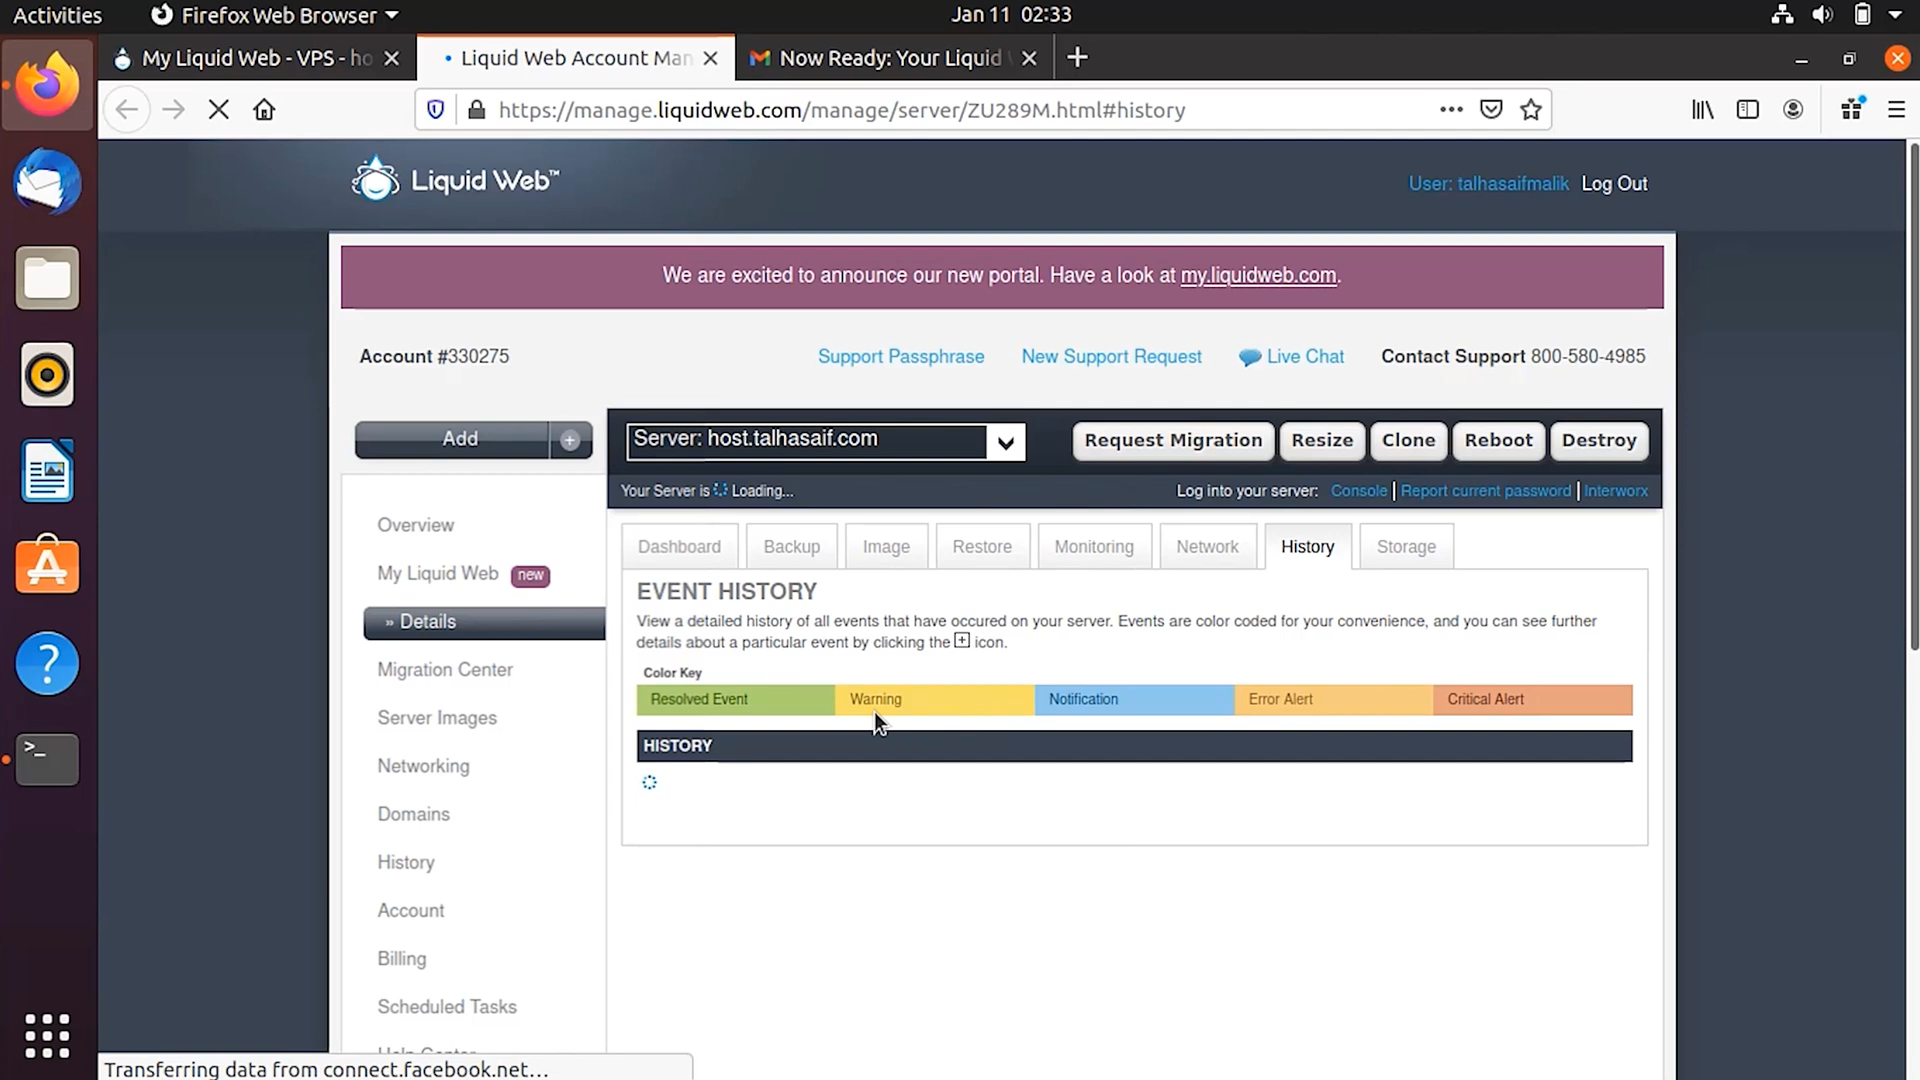 Activities
Firefox Web Browser
Jan 11 02:33
My Liquid Web - VPS - ho
Liquid Web Account Man
Now Ready: Your Liquid
https://manage.liquidweb.com/manage/server/ZU289M.html#history
Liquid Web™
User: talhasaifmalik Log Out
We are excited to announce our new portal. Have a look at my.liquidweb.com.
Account #330275
Support Passphrase
New Support Request
Live Chat
Contact Support 800-580-4985
Add
Server: host.talhasaif.com
Request Migration
Resize
Clone
Reboot
Destroy
Your Server is Loading...
Log into your server: Console | Report current password | Interworx
Overview
My Liquid Web new
» Details
Migration Center
Server Images
Networking
Domains
History
Account
Billing
Scheduled Tasks
Help Center
Dashboard
Backup
Image
Restore
Monitoring
Network
History
Storage
EVENT HISTORY
View a detailed history of all events that have occured on your server. Events are color coded for your convenience, and you can see further
details about a particular event by clicking the + icon.
Color Key
Resolved Event
Warning
Notification
Error Alert
Critical Alert
HISTORY
Transferring data from connect.facebook.net...